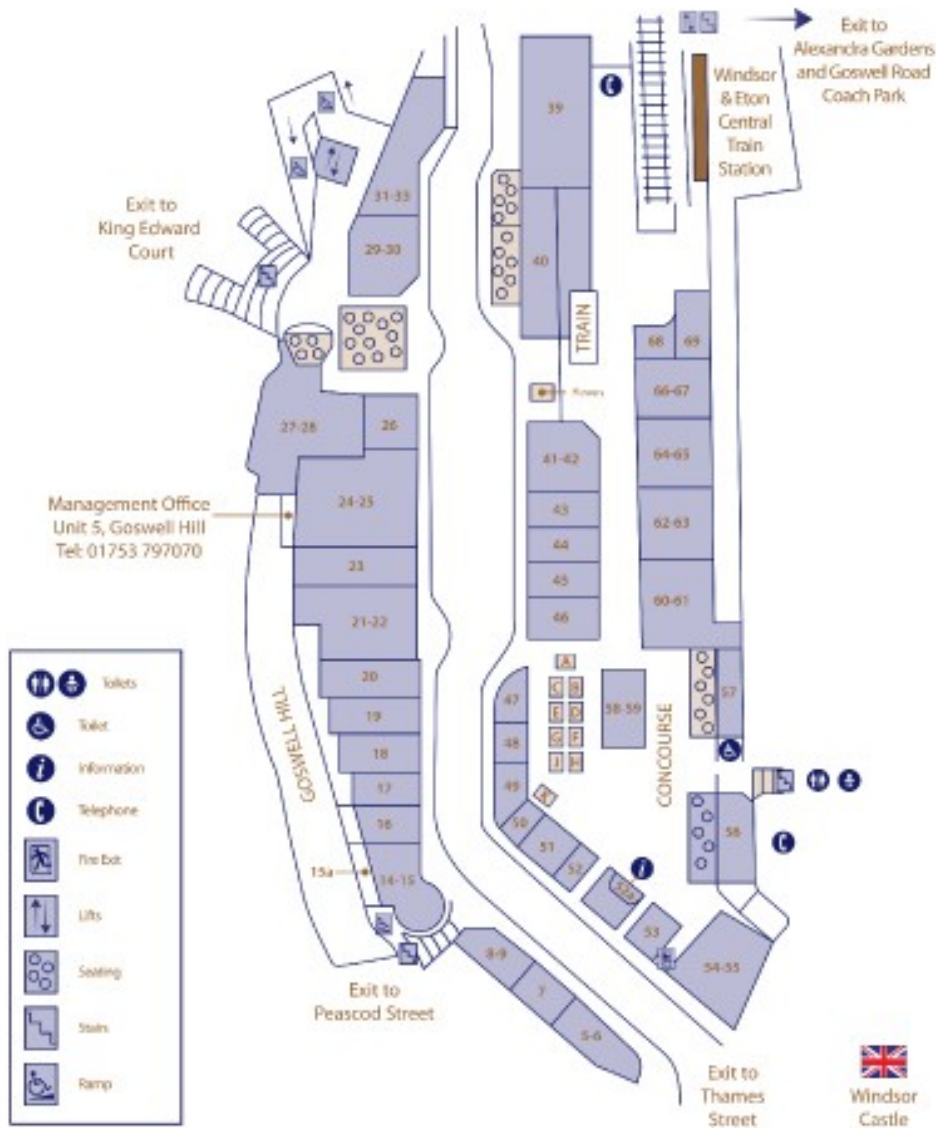 Exit to
Alexandra Gardens
and Goswell Road
Coach Park
Windsor
& Eton
Central
Train
Station
39
31-33
Exit to
King Edward
Court
29-30
40
TRAIN
68
69
Flowers
66-67
27-28
26
41-42
64-65
Management Office
Unit 5, Goswell Hill
Tel: 01753 797070
24-25
43
62-63
44
23
45
60-61
21-22
46
A
20
47
C
B
57
58-59
E
D
GOSWELL HILL
19
CONCOURSE
48
G
F
18
J
H
17
49
A
16
50
56
51
15a
14-15
52
52a
53
8-9
54-55
7
Exit to
Peascod Street
5-6
Exit to
Thames
Street
Windsor
Castle
Toilets
Toilet
Information
Telephone
Fire Exit
Lifts
Seating
Stairs
Ramp